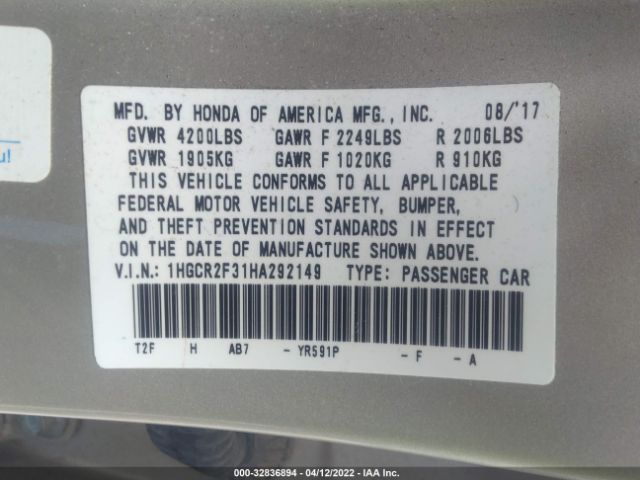 MFD. BY HONDA OF AMERICA MFG., INC. 08/'17
GVWR 4200LBS GAWR F 2249LBS R 2006LBS
GVWR 1905KG GAWR F 1020KG R 910KG
THIS VEHICLE CONFORMS TO ALL APPLICABLE
FEDERAL MOTOR VEHICLE SAFETY, BUMPER,
AND THEFT PREVENTION STANDARDS IN EFFECT
ON THE DATE OF MANUFACTURE SHOWN ABOVE.
V.I.N.: 1HGCR2F31HA292149 TYPE: PASSENGER CAR
T2F H AB7 - YR591P - F - A
000-32836894 - 04/12/2022 - IAA Inc.